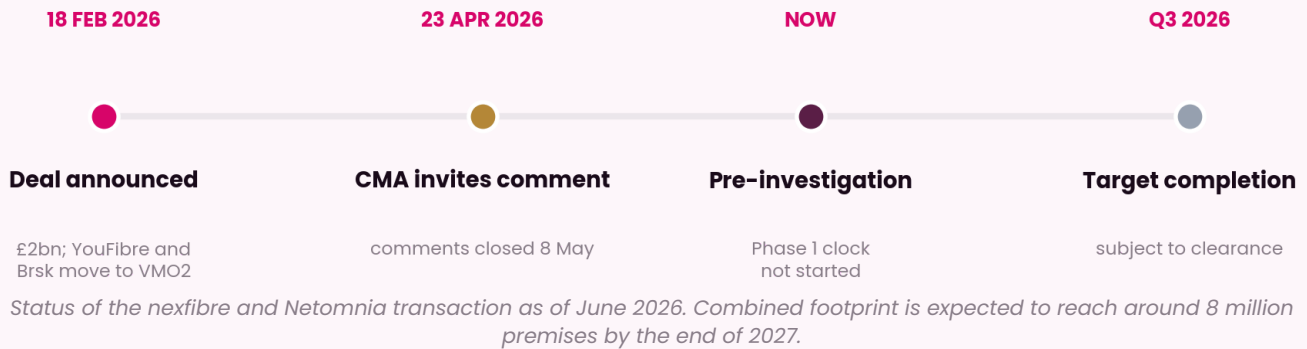 18 FEB 2026
23 APR 2026
NOW
Q3 2026
Deal announced
CMA invites comment
Pre-investigation
Target completion
£2bn; YouFibre and
Brsk move to VMO2
comments closed 8 May
Phase 1 clock
not started
subject to clearance
Status of the nexfibre and Netomnia transaction as of June 2026. Combined footprint is expected to reach around 8 million
premises by the end of 2027.